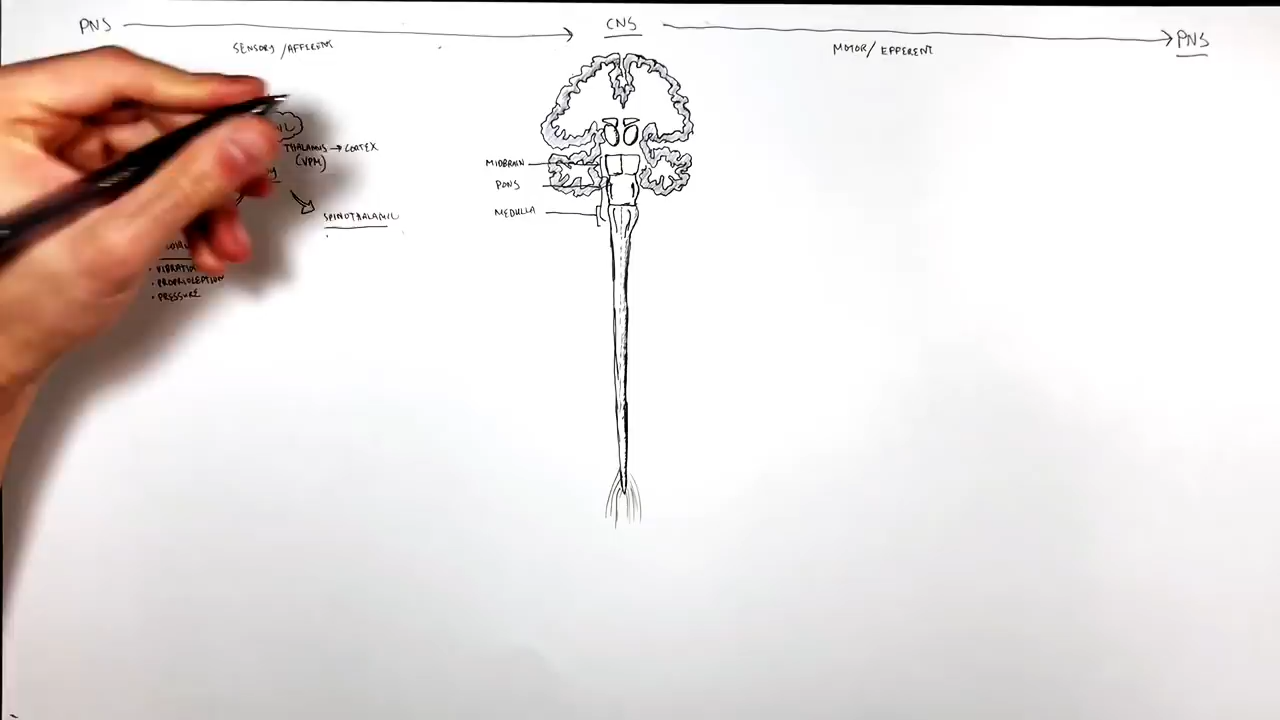 PNS
CNS
PNS
SENSORY /AFFERENT
MOTOR/ EFFERENT
THALAMUS → CORTEX
(VPM)
MIDBRAIN
PONS
MEDULLA
SPINOTHALAMIC
• VIBRATION
• PROPRIOCEPTION
• PRESSURE